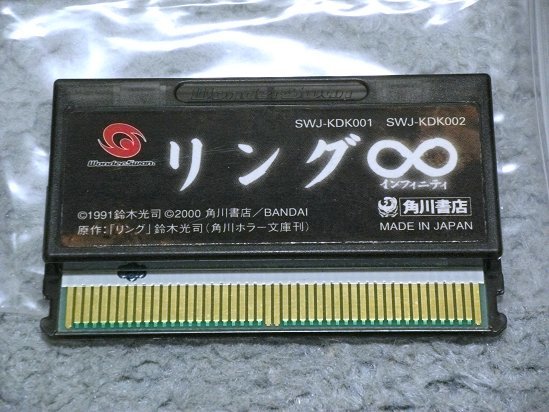 WonderSwan
SWJ-KDK001 SWJ-KDK002
WonderSwan
リング∞
インフィニティ
©1991鈴木光司 ©2000 角川書店／BANDAI
角川書店
原作:「リング」鈴木光司(角川ホラー文庫刊)
MADE IN JAPAN